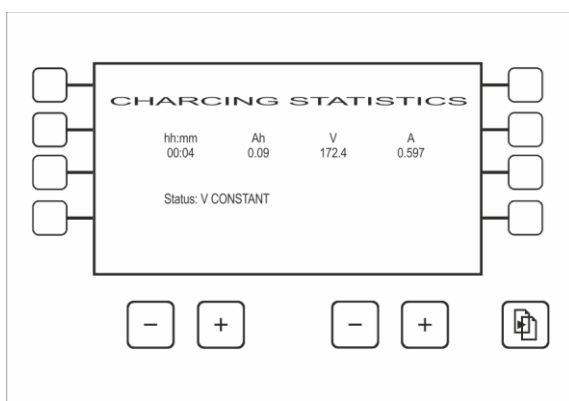 CHARCING STATISTICS
hh:mm Ah V A
00:04 0.09 172.4 0.597
Status: V CONSTANT
− + − +